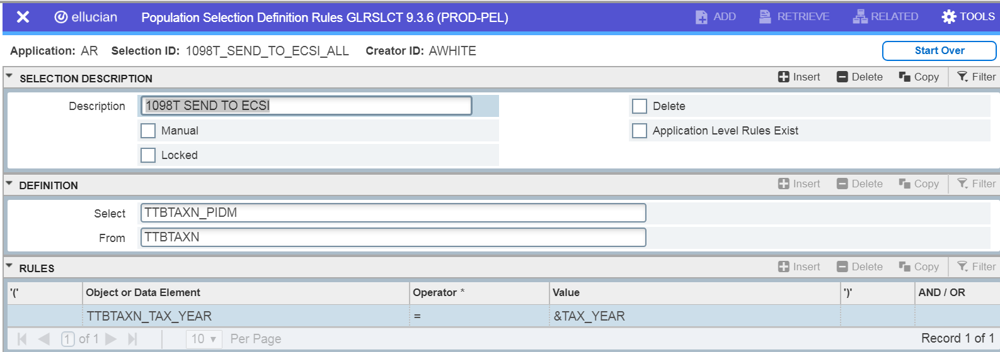 ellucian Population Selection Definition Rules GLRSLCT 9.3.6 (PROD-PEL) ADD RETRIEVE RELATED TOOLS
Application: AR Selection ID: 1098T_SEND_TO_ECSI_ALL Creator ID: AWHITE Start Over
SELECTION DESCRIPTION Insert Delete Copy Filter
Description 1098T SEND TO ECSI Delete
Manual Application Level Rules Exist
Locked
DEFINITION Insert Delete Copy Filter
Select TTBTAXN_PIDM
From TTBTAXN
RULES Insert Delete Copy Filter
'(' Object or Data Element Operator * Value ')' AND / OR
TTBTAXN_TAX_YEAR = &TAX_YEAR
1 of 1 10 Per Page Record 1 of 1